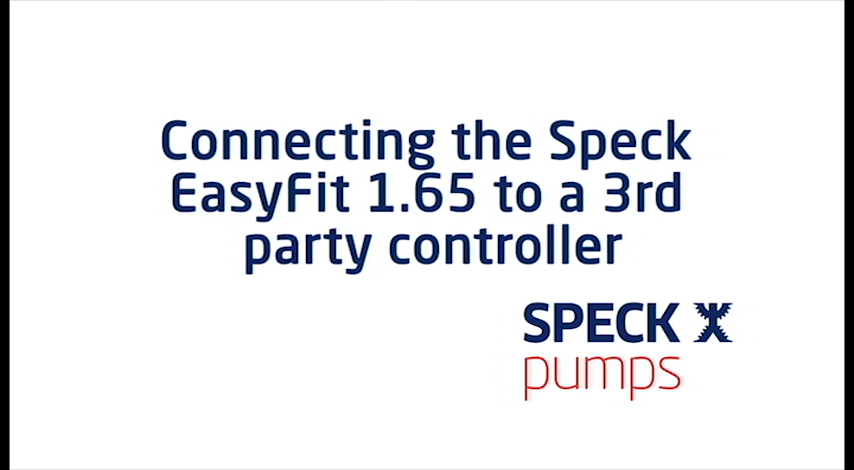 Connecting the Speck
EasyFit 1.65 to a 3rd
party controller
SPECK
pumps